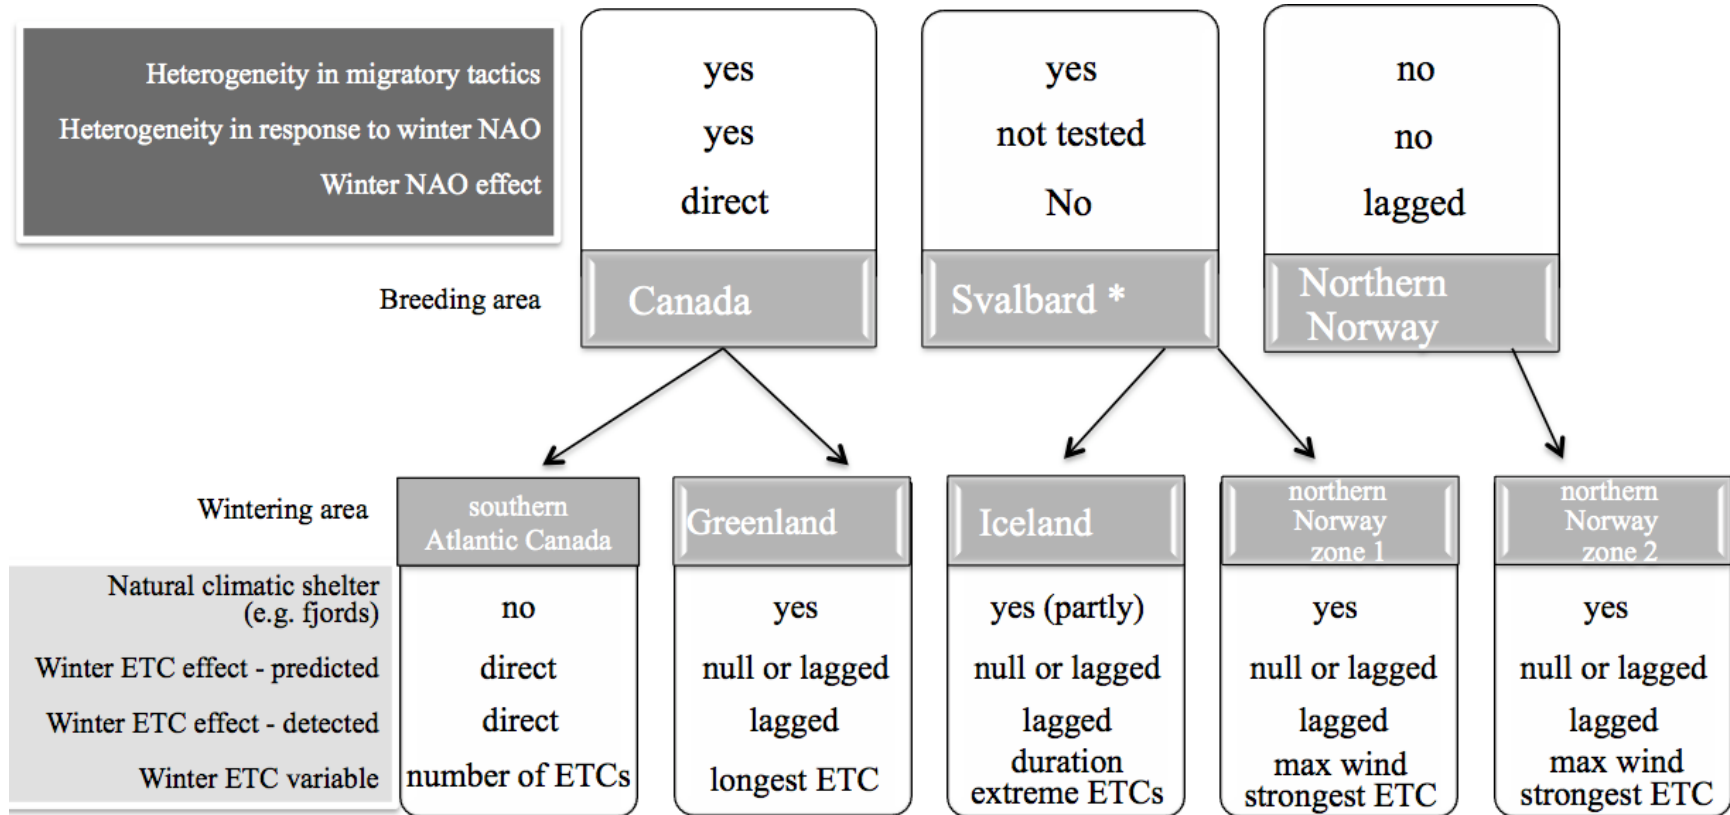 Heterogeneity in migratory tactics yes yes no
Heterogeneity in response to winter NAO yes not tested no
Winter NAO effect direct No lagged
Breeding area Canada Svalbard * Northern
Norway
Wintering area southern
Atlantic Canada Greenland Iceland northern
Norway
zone 1 northern
Norway
zone 2
Natural climatic shelter
(e.g. fjords) no yes yes (partly) yes yes
Winter ETC effect - predicted direct null or lagged null or lagged null or lagged null or lagged
Winter ETC effect - detected direct lagged lagged lagged lagged
Winter ETC variable number of ETCs longest ETC duration
extreme ETCs max wind
strongest ETC max wind
strongest ETC